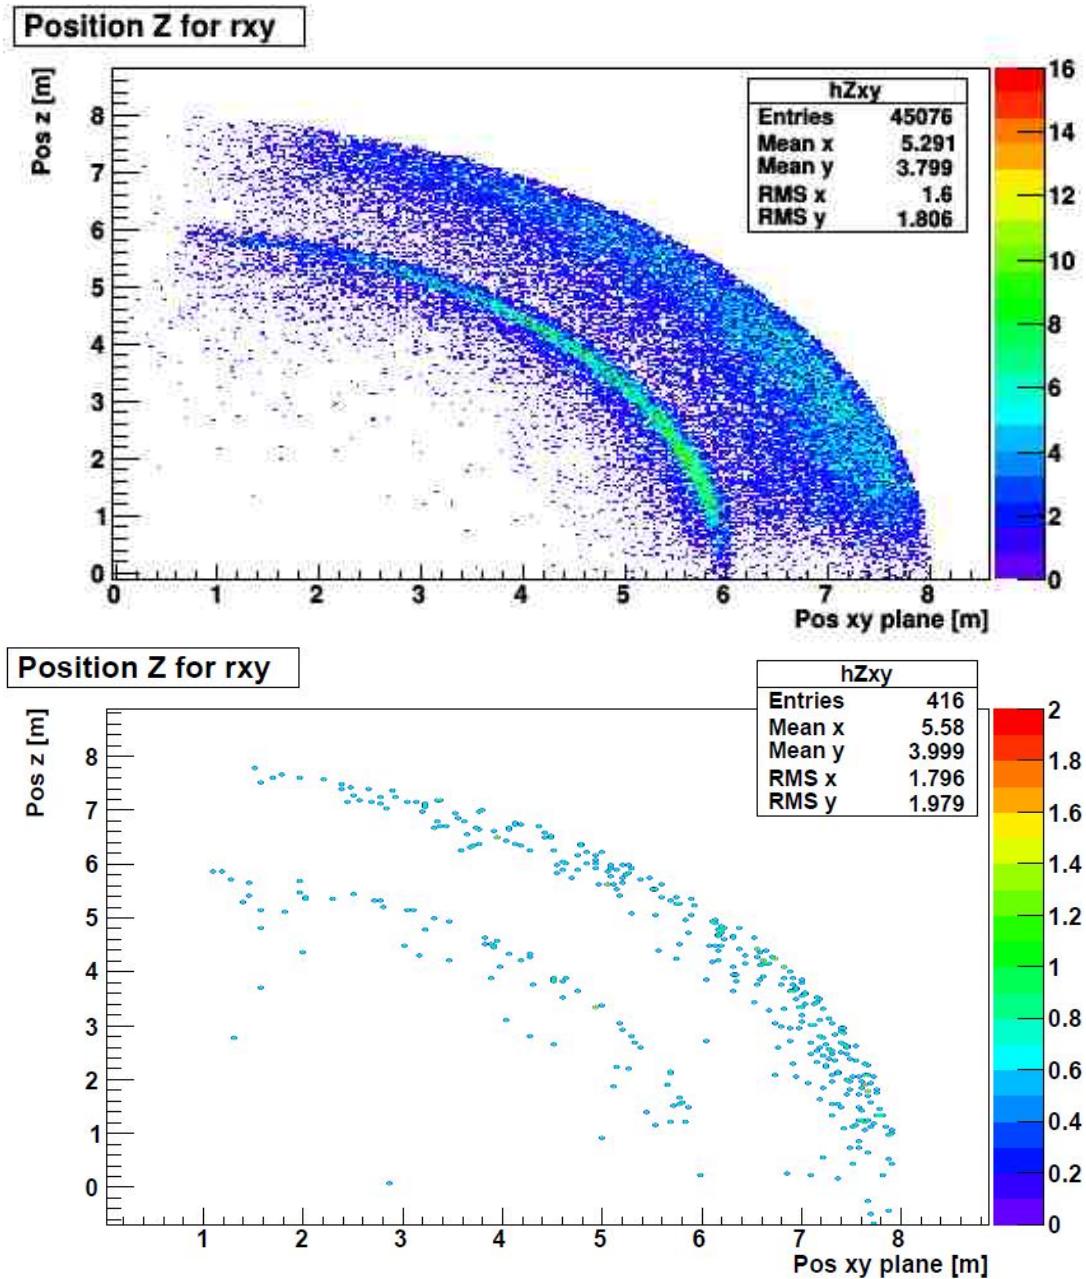 Position Z for rxy
Pos z [m]
hZxy
Entries 45076
Mean x 5.291
Mean y 3.799
RMS x 1.6
RMS y 1.806
8
7
6
5
4
3
2
1
0
0 1 2 3 4 5 6 7 8
Pos xy plane [m]
16
14
12
10
8
6
4
2
0
Position Z for rxy
Pos z [m]
hZxy
Entries 416
Mean x 5.58
Mean y 3.999
RMS x 1.796
RMS y 1.979
8
7
6
5
4
3
2
1
0
1 2 3 4 5 6 7 8
Pos xy plane [m]
2
1.8
1.6
1.4
1.2
1
0.8
0.6
0.4
0.2
0